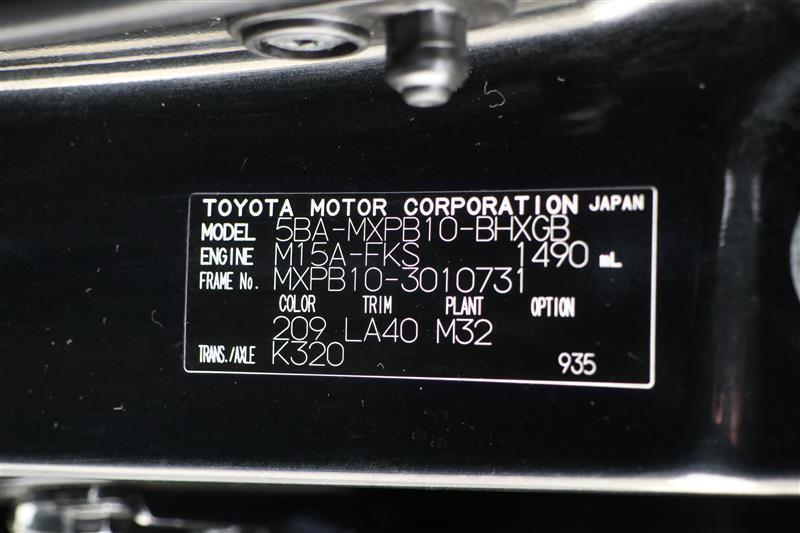 TOYOTA MOTOR CORPORATION JAPAN
MODEL 5BA-MXPB10-BHXGB
ENGINE M15A-FKS 1490 mL
FRAME No. MXPB10-3010731
COLOR TRIM PLANT OPTION
209 LA40 M32
TRANS./AXLE K320 935